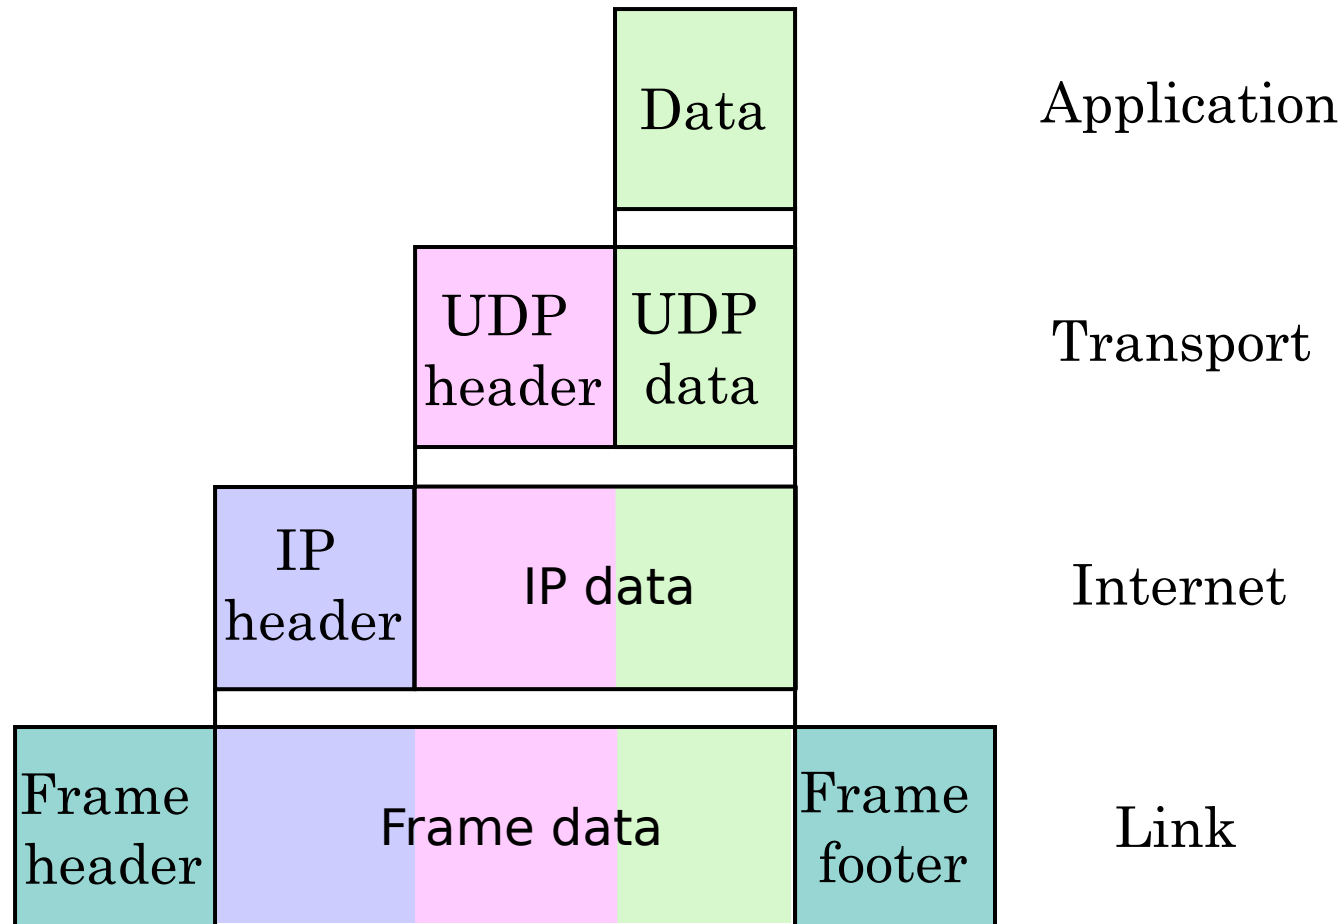 Data
Application
UDP
header
UDP
data
Transport
IP
header
IP data
Internet
Frame
header
Frame data
Frame
footer
Link